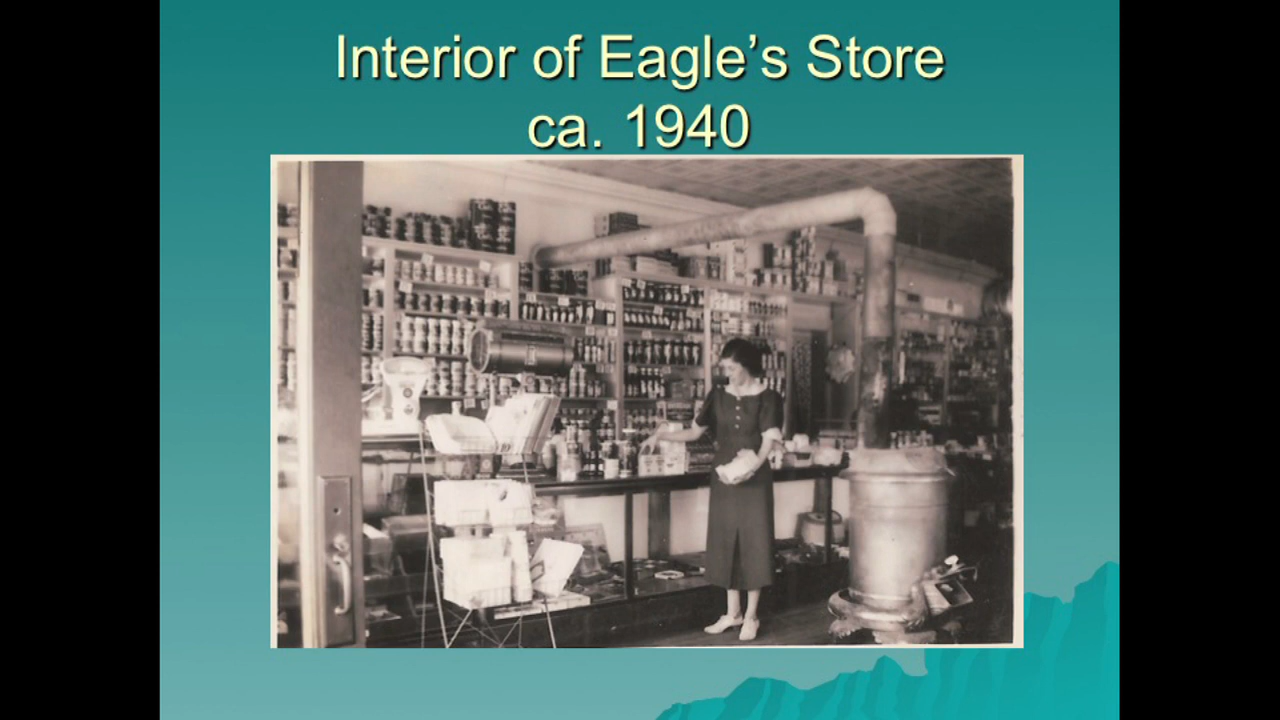 Interior of Eagle’s Store
ca. 1940